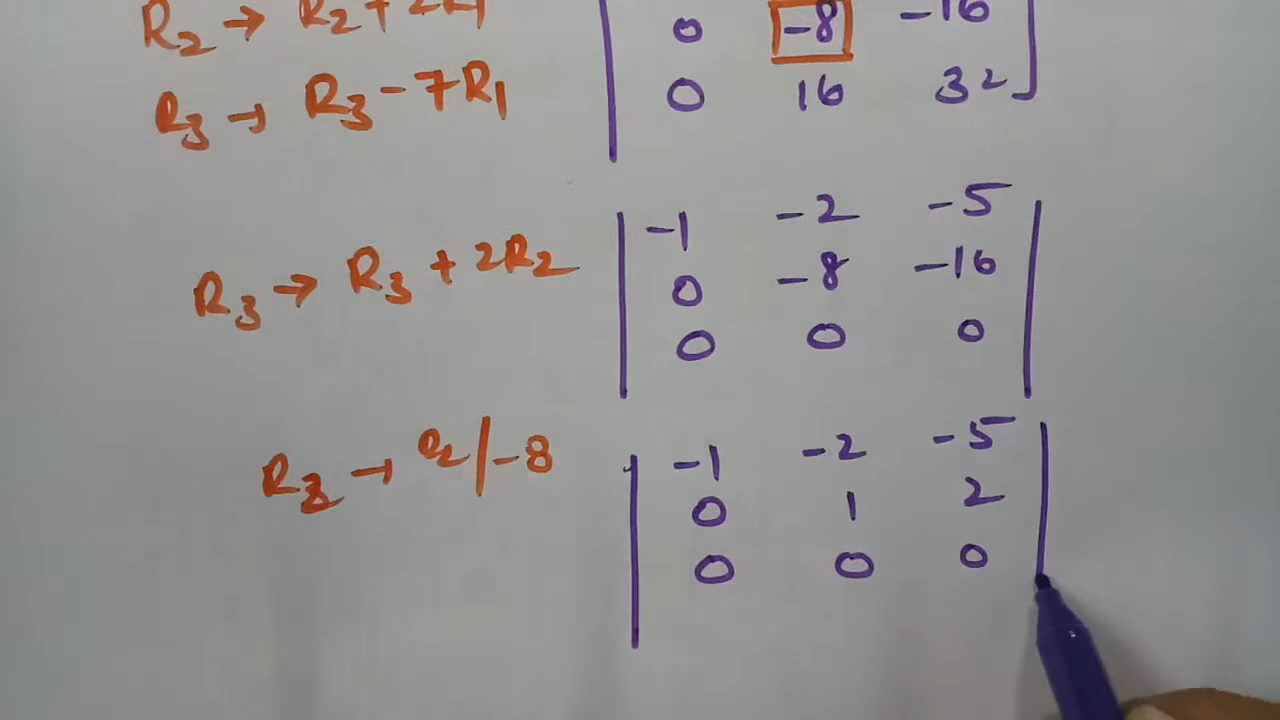 R2 → R2 + 2R1
0 -8 -16
R3 → R3 - 7R1
0 16 32
-1 -2 -5
R3 → R3 + 2R2
0 -8 -16
0 0 0
-1 -2 -5
R3 → R2/-8
0 1 2
0 0 0